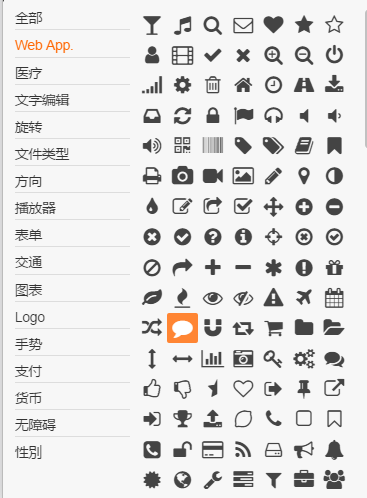 全部
Web App.
医疗
文字编辑
旋转
文件类型
方向
播放器
表单
交通
图表
Logo
手势
支付
货币
无障碍
性別